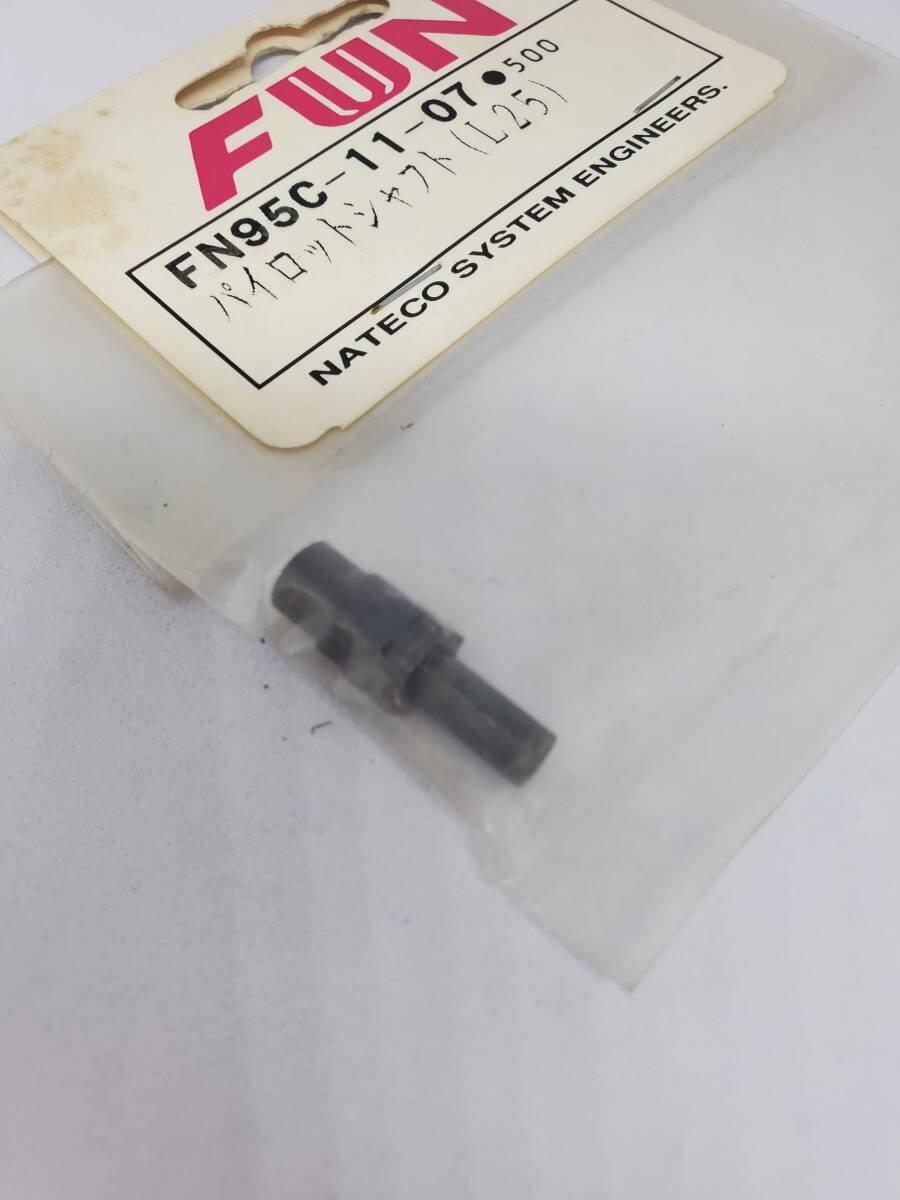 FUN
FN95C-11-07●500
パイロットシャフト(L25)
NATECO SYSTEM ENGINEERS.